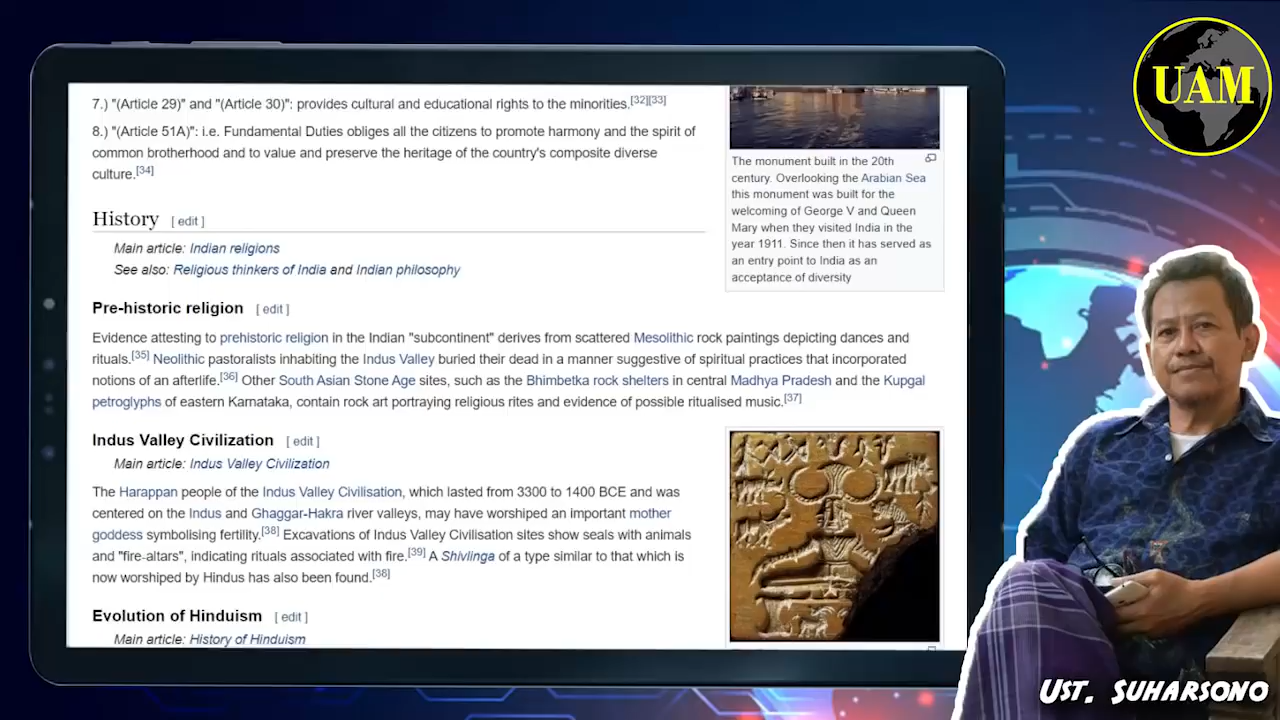 7.) "(Article 29)" and "(Article 30)": provides cultural and educational rights to the minorities.[32][33]
8.) "(Article 51A)": i.e. Fundamental Duties obliges all the citizens to promote harmony and the spirit of
common brotherhood and to value and preserve the heritage of the country's composite diverse
culture.[34]
The monument built in the 20th
century. Overlooking the Arabian Sea
this monument was built for the
welcoming of George V and Queen
Mary when they visited India in the
year 1911. Since then it has served as
an entry point to India as an
acceptance of diversity
History [ edit ]
Main article: Indian religions
See also: Religious thinkers of India and Indian philosophy
Pre-historic religion [ edit ]
Evidence attesting to prehistoric religion in the Indian "subcontinent" derives from scattered Mesolithic rock paintings depicting dances and
rituals.[35] Neolithic pastoralists inhabiting the Indus Valley buried their dead in a manner suggestive of spiritual practices that incorporated
notions of an afterlife.[36] Other South Asian Stone Age sites, such as the Bhimbetka rock shelters in central Madhya Pradesh and the Kupgal
petroglyphs of eastern Karnataka, contain rock art portraying religious rites and evidence of possible ritualised music.[37]
Indus Valley Civilization [ edit ]
Main article: Indus Valley Civilization
The Harappan people of the Indus Valley Civilisation, which lasted from 3300 to 1400 BCE and was
centered on the Indus and Ghaggar-Hakra river valleys, may have worshiped an important mother
goddess symbolising fertility.[38] Excavations of Indus Valley Civilisation sites show seals with animals
and "fire-altars", indicating rituals associated with fire.[39] A Shivlinga of a type similar to that which is
now worshiped by Hindus has also been found.[38]
Evolution of Hinduism [ edit ]
Main article: History of Hinduism
UAM
UST. SUHARSONO